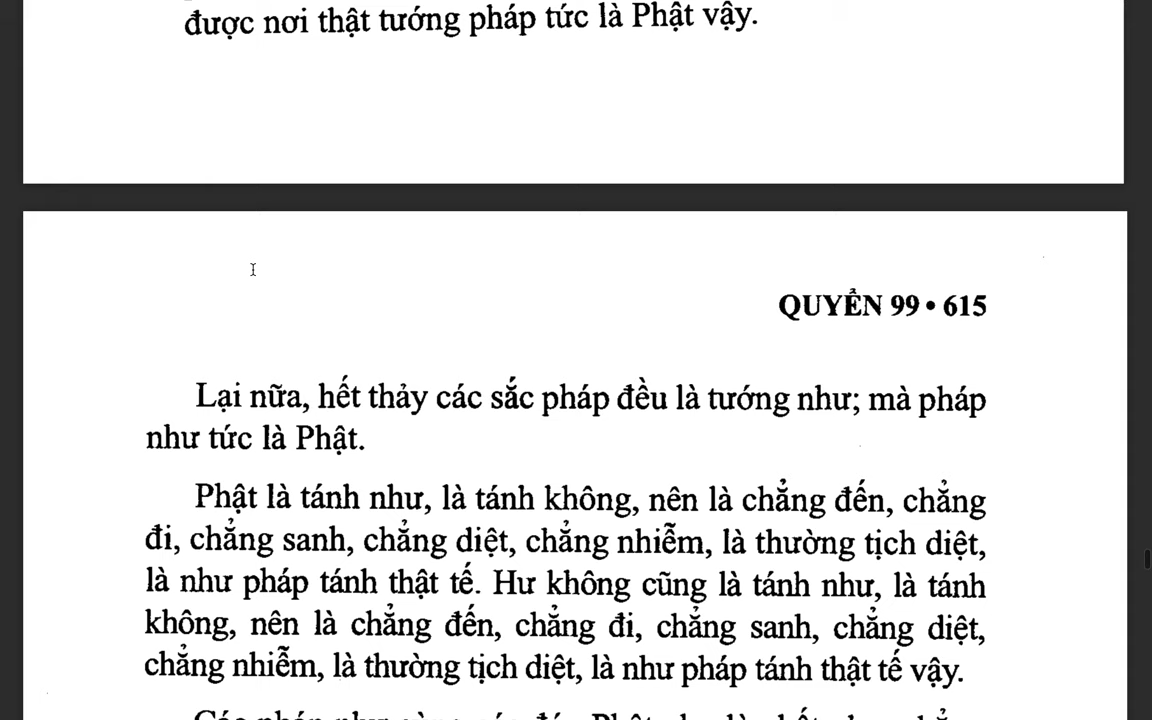 được nơi thật tướng pháp tức là Phật vậy.
QUYỂN 99 • 615
Lại nữa, hết thảy các sắc pháp đều là tướng như; mà pháp
như tức là Phật.
Phật là tánh như, là tánh không, nên là chẳng đến, chẳng
đi, chẳng sanh, chẳng diệt, chẳng nhiễm, là thường tịch diệt,
là như pháp tánh thật tế. Hư không cũng là tánh như, là tánh
không, nên là chẳng đến, chẳng đi, chẳng sanh, chẳng diệt,
chẳng nhiễm, là thường tịch diệt, là như pháp tánh thật tế vậy.